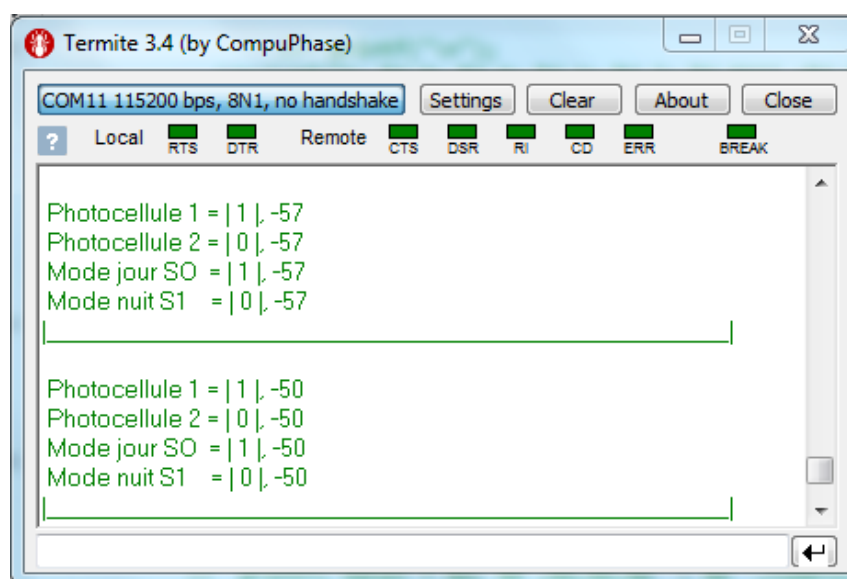 Termite 3.4 (by CompuPhase)
COM11 115200 bps, 8N1, no handshake Settings Clear About Close
? Local RTS DTR Remote CTS DSR RI CD ERR BREAK
Photocellule 1 = | 1 |, -57
Photocellule 2 = | 0 |, -57
Mode jour SO = | 1 |, -57
Mode nuit S1 = | 0 |, -57
|___________________________________________________|
Photocellule 1 = | 1 |, -50
Photocellule 2 = | 0 |, -50
Mode jour SO = | 1 |, -50
Mode nuit S1 = | 0 |, -50
|___________________________________________________|